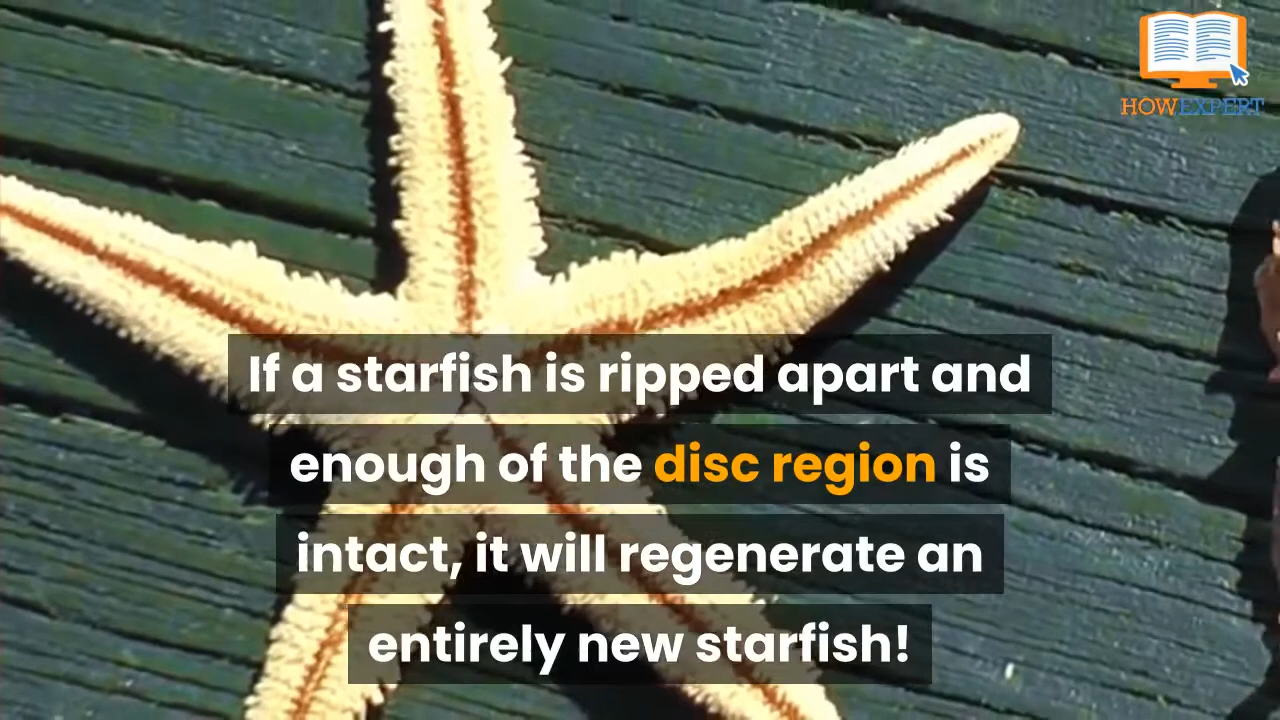 HOWEXPERT
If a starfish is ripped apart and
enough of the disc region is
intact, it will regenerate an
entirely new starfish!